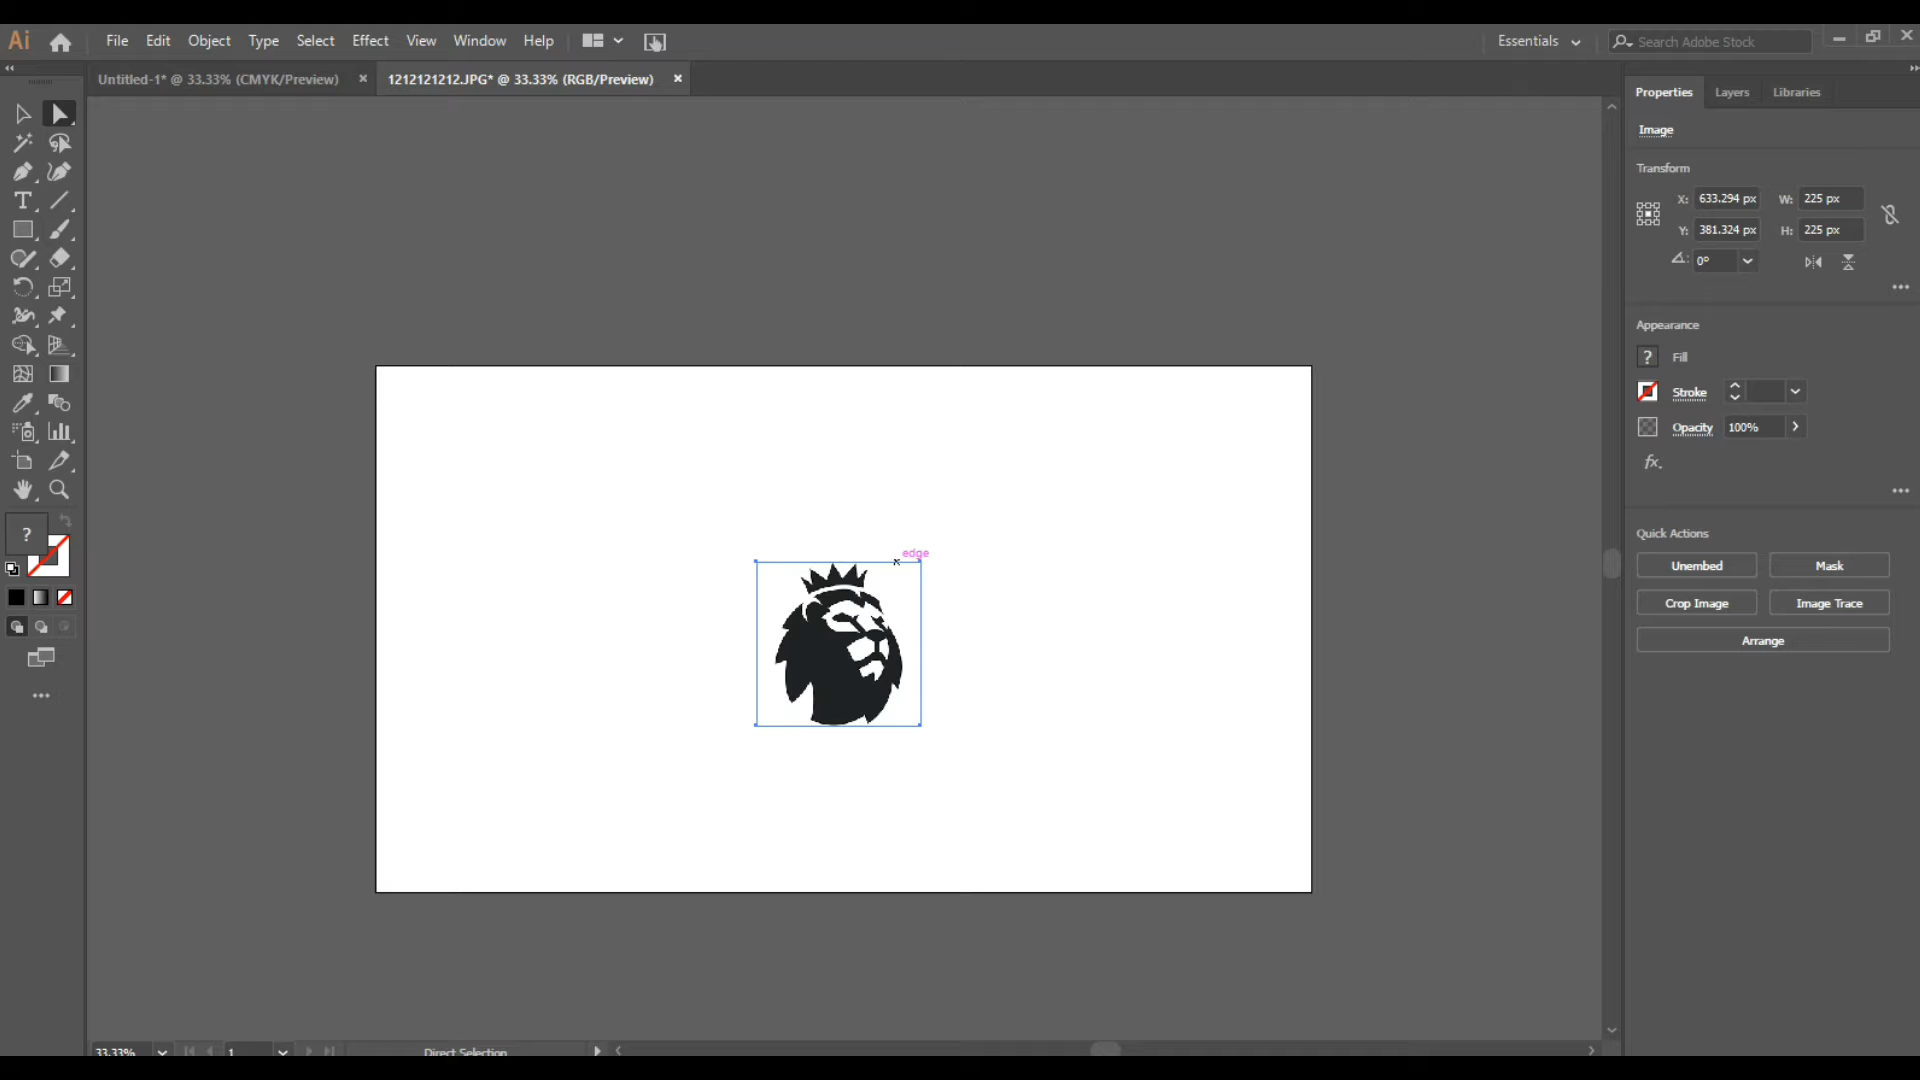 Ai File Edit Object Type Select Effect View Window Help Essentials Search Adobe Stock
Untitled-1* @ 33.33% (CMYK/Preview) × 1212121212.JPG* @ 33.33% (RGB/Preview) ×
Properties Layers Libraries
Image
Transform
X: 633.294 px W: 225 px
Y: 381.324 px H: 225 px
0°
Appearance
? Fill
Stroke
Opacity 100%
fx.
Quick Actions
Unembed Mask
Crop Image Image Trace
Arrange
T
?
edge
33.33% 1 Direct Selection